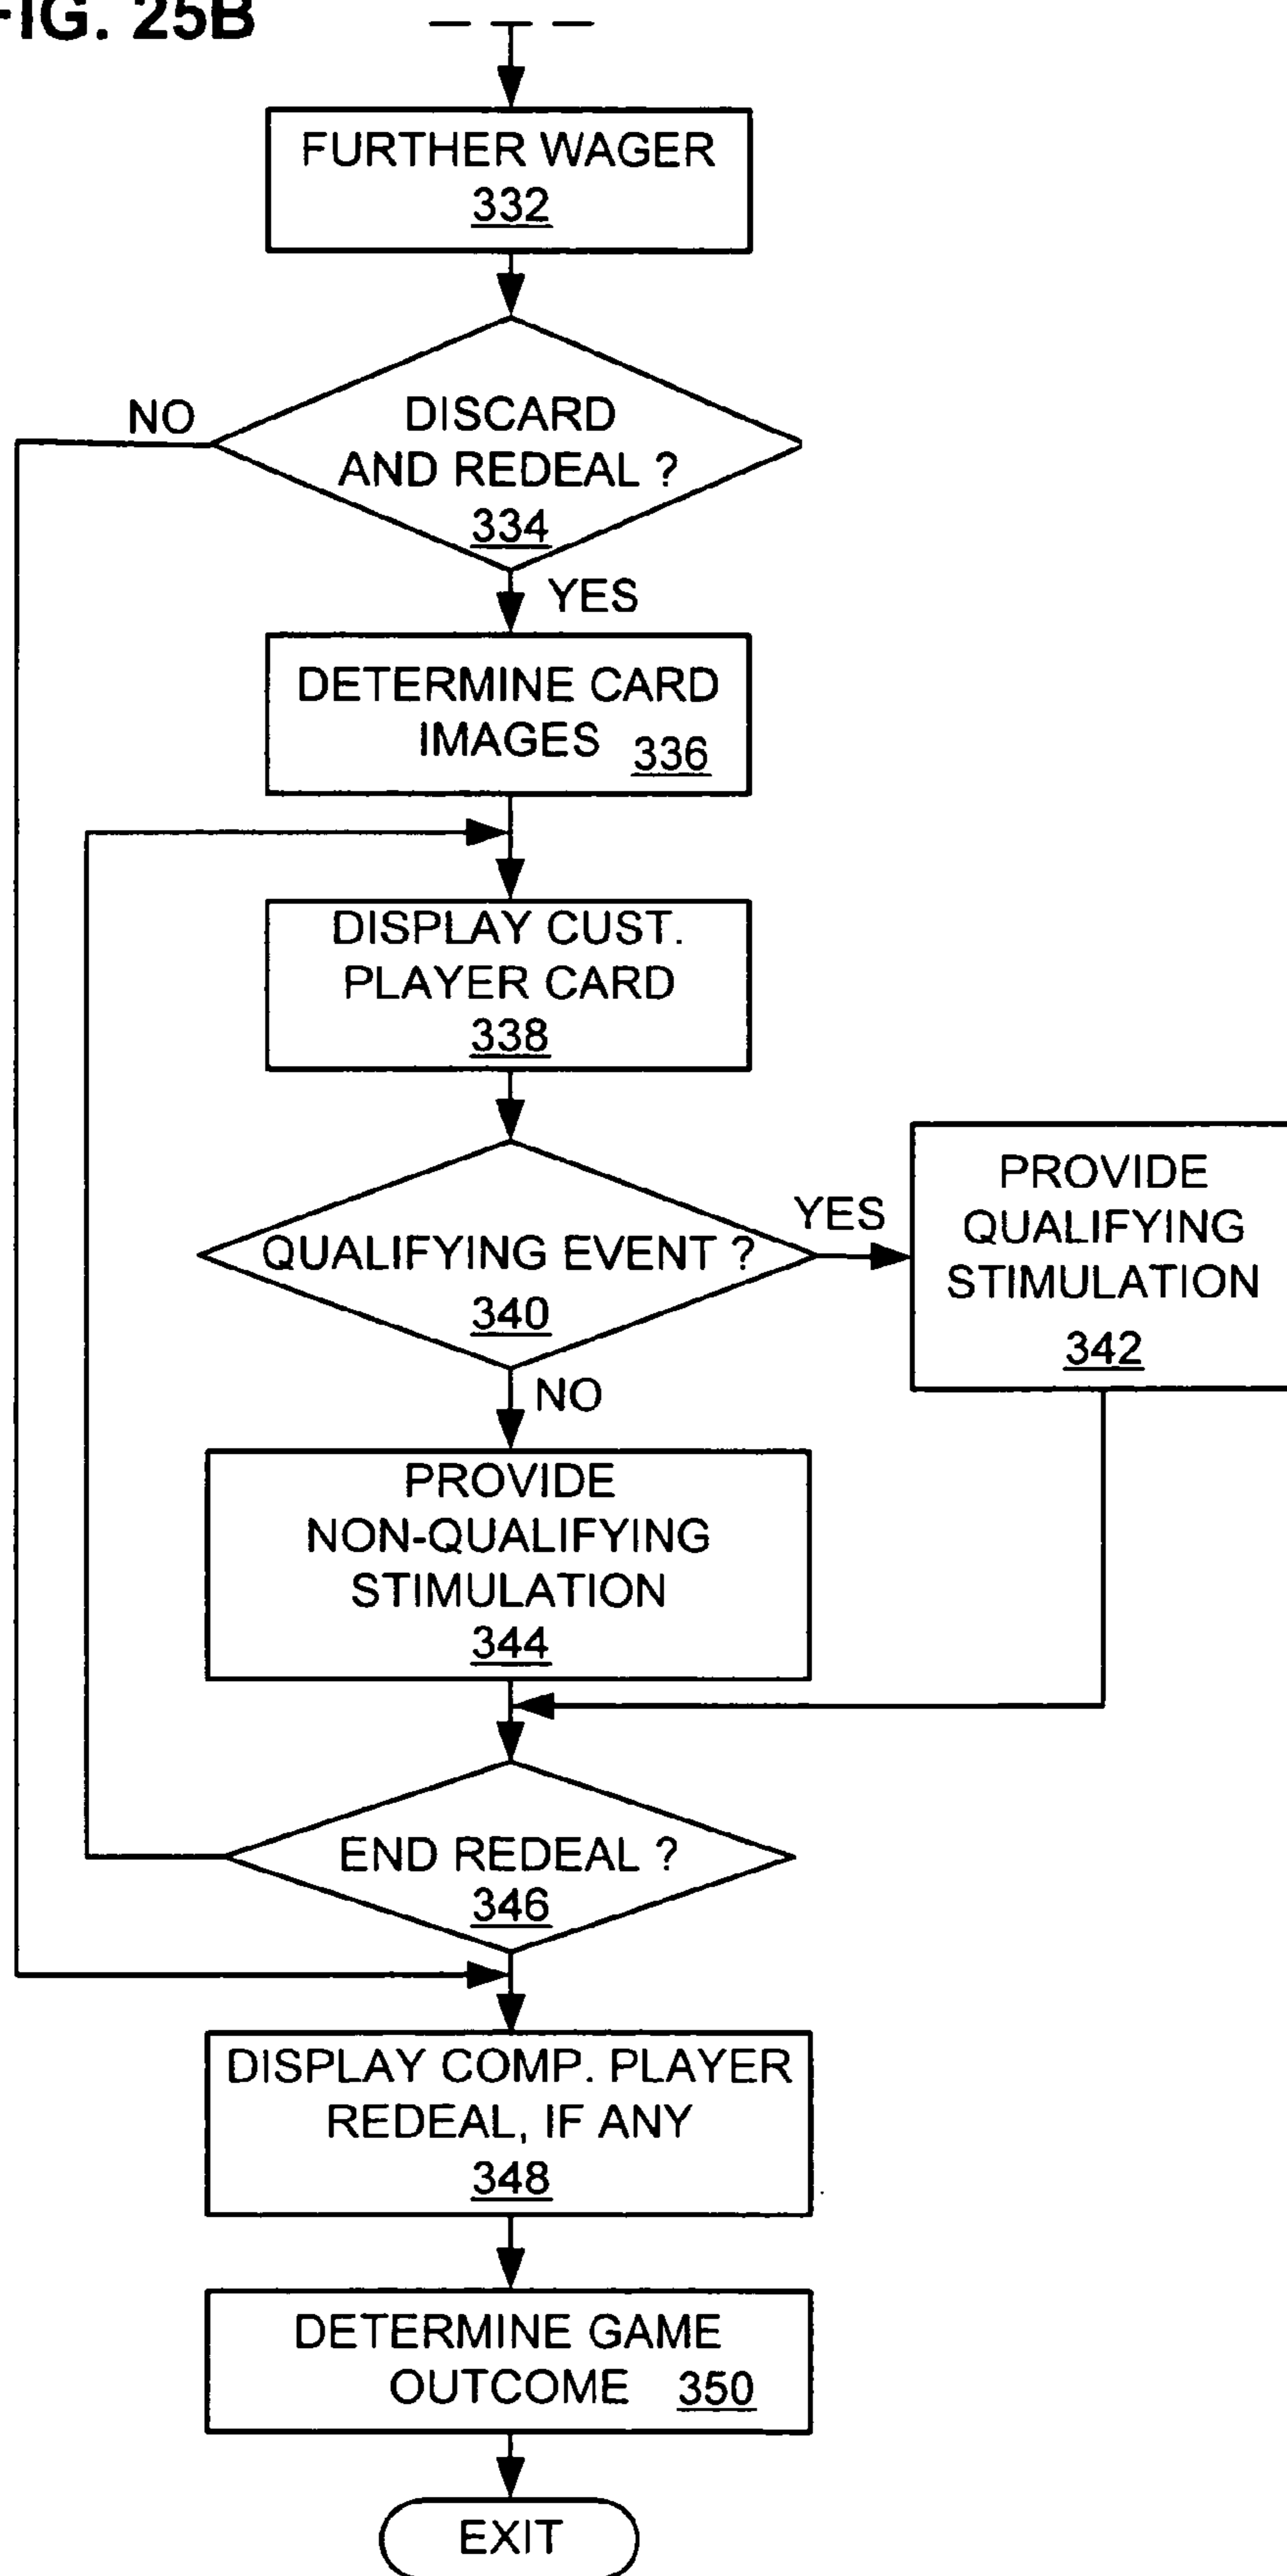 FIG. 25B
FURTHER WAGER
332
NO
DISCARD
AND REDEAL ?
334
YES
DETERMINE CARD
IMAGES 336
DISPLAY CUST.
PLAYER CARD
338
QUALIFYING EVENT ?
340
YES
PROVIDE
QUALIFYING
STIMULATION
342
NO
PROVIDE
NON-QUALIFYING
STIMULATION
344
END REDEAL ?
346
DISPLAY COMP. PLAYER
REDEAL, IF ANY
348
DETERMINE GAME
OUTCOME 350
EXIT